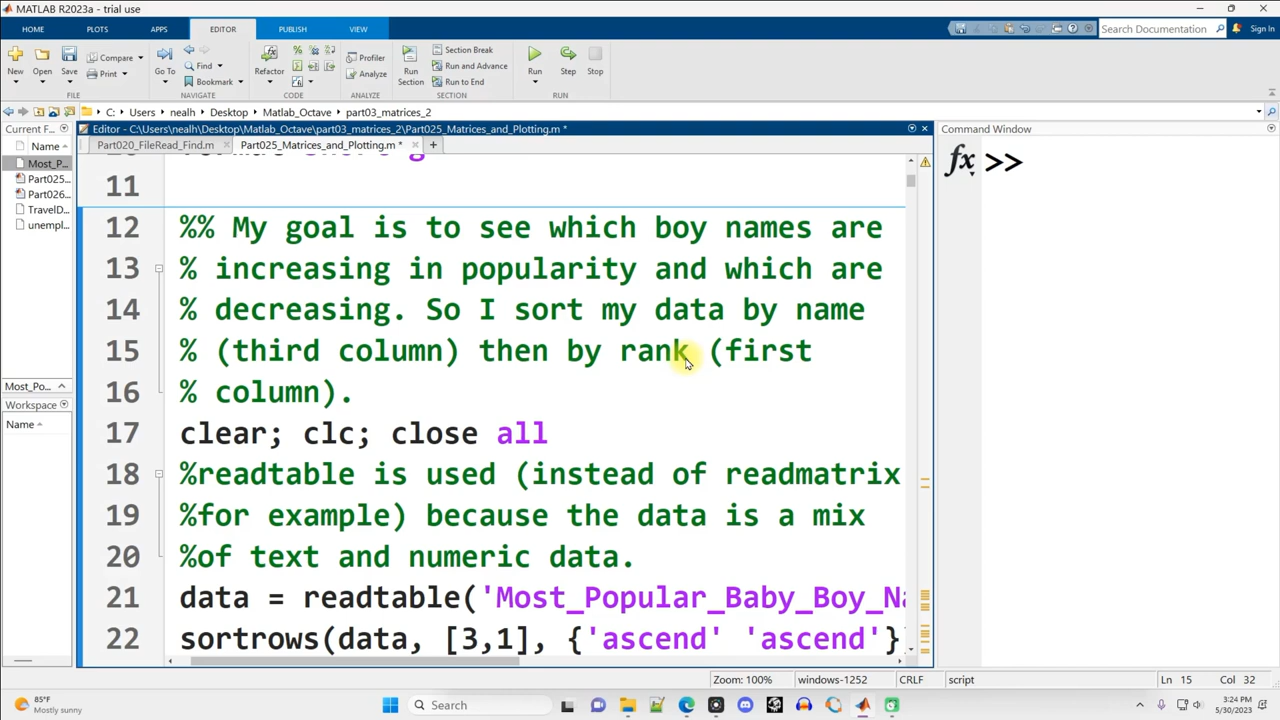 MATLAB R2023a - trial use
HOME PLOTS APPS EDITOR PUBLISH VIEW
Search Documentation Sign In
New Open Save Compare Print Go To Find Bookmark Refactor Profiler Analyze Run Section Section Break Run and Advance Run to End Run Step Stop
FILE NAVIGATE CODE ANALYZE SECTION RUN
C: Users nealh Desktop Matlab_Octave part03_matrices_2
Current F...
Name
Most_P...
Part025...
Part026...
TravelD...
unempl...
Most_Po...
Workspace
Name
Editor - C:\Users\nealh\Desktop\Matlab_Octave\part03_matrices_2\Part025_Matrices_and_Plotting.m *
Part020_FileRead_Find.m Part025_Matrices_and_Plotting.m * +
11
12 %% My goal is to see which boy names are
13 % increasing in popularity and which are
14 % decreasing. So I sort my data by name
15 % (third column) then by rank (first
16 % column).
17 clear; clc; close all
18 %readtable is used (instead of readmatrix
19 %for example) because the data is a mix
20 %of text and numeric data.
21 data = readtable('Most_Popular_Baby_Boy_Na
22 sortrows(data, [3,1], {'ascend' 'ascend'}
Command Window
fx >>
Zoom: 100% windows-1252 CRLF script Ln 15 Col 32
85°F
Mostly sunny
Search
3:24 PM
5/30/2023